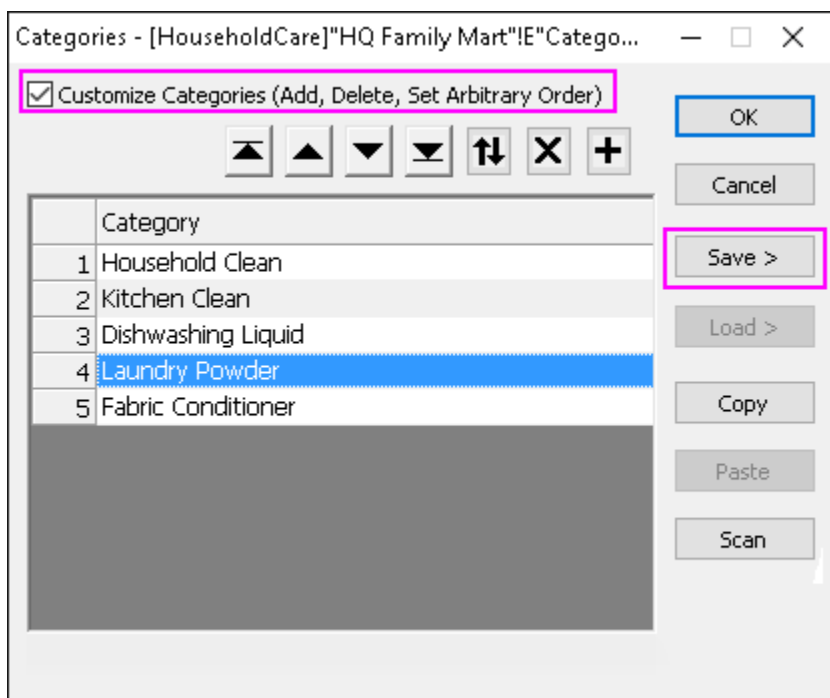 Categories - [HouseholdCare]"HQ Family Mart"!E"Catego...
Customize Categories (Add, Delete, Set Arbitrary Order)
OK
Cancel
Category
1 Household Clean
Save >
2 Kitchen Clean
3 Dishwashing Liquid
Load >
4 Laundry Powder
5 Fabric Conditioner
Copy
Paste
Scan